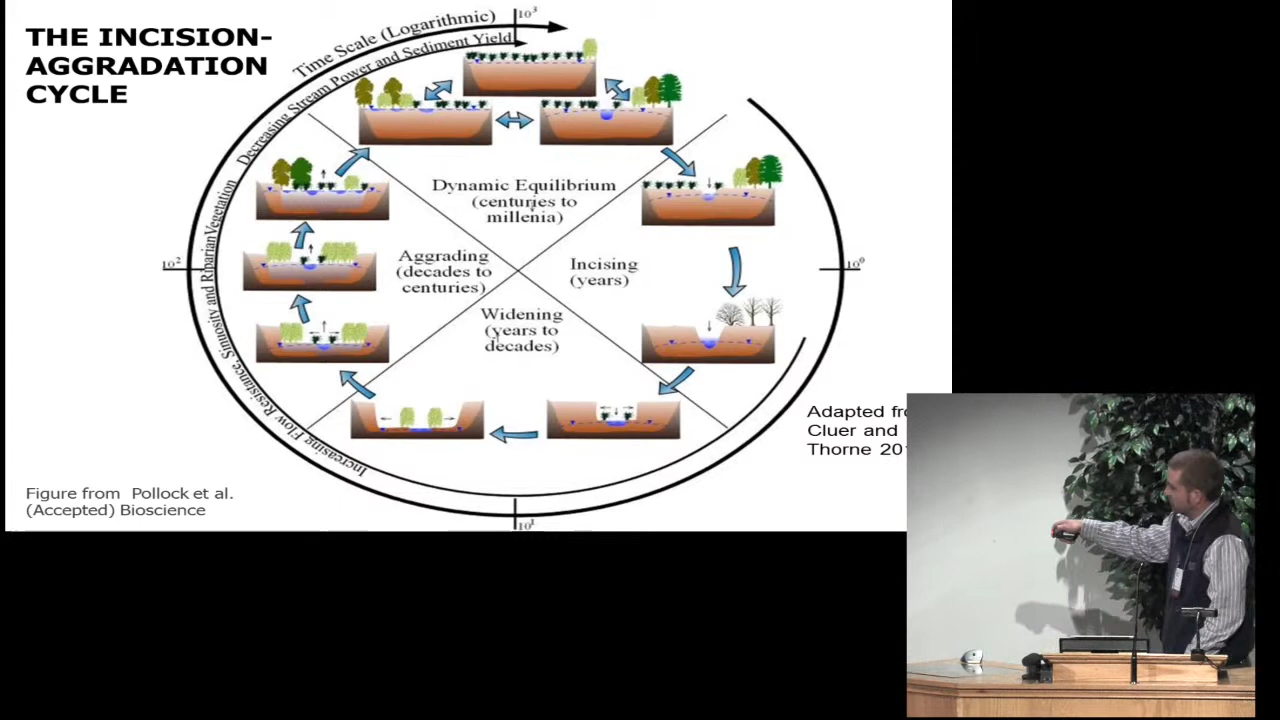 THE INCISION-
AGGRADATION
CYCLE
Time Scale (Logarithmic)
10³
Decreasing Stream Power and Sediment Yield
Increasing Flow Resistance, Sinuosity and Riparian Vegetation
Dynamic Equilibrium
(centuries to
millenia)
10²
Aggrading
(decades to
centuries)
Incising
(years)
10⁰
Widening
(years to
decades)
10¹
Adapted
Cluer and
Thorne
Figure from Pollock et al.
(Accepted) Bioscience